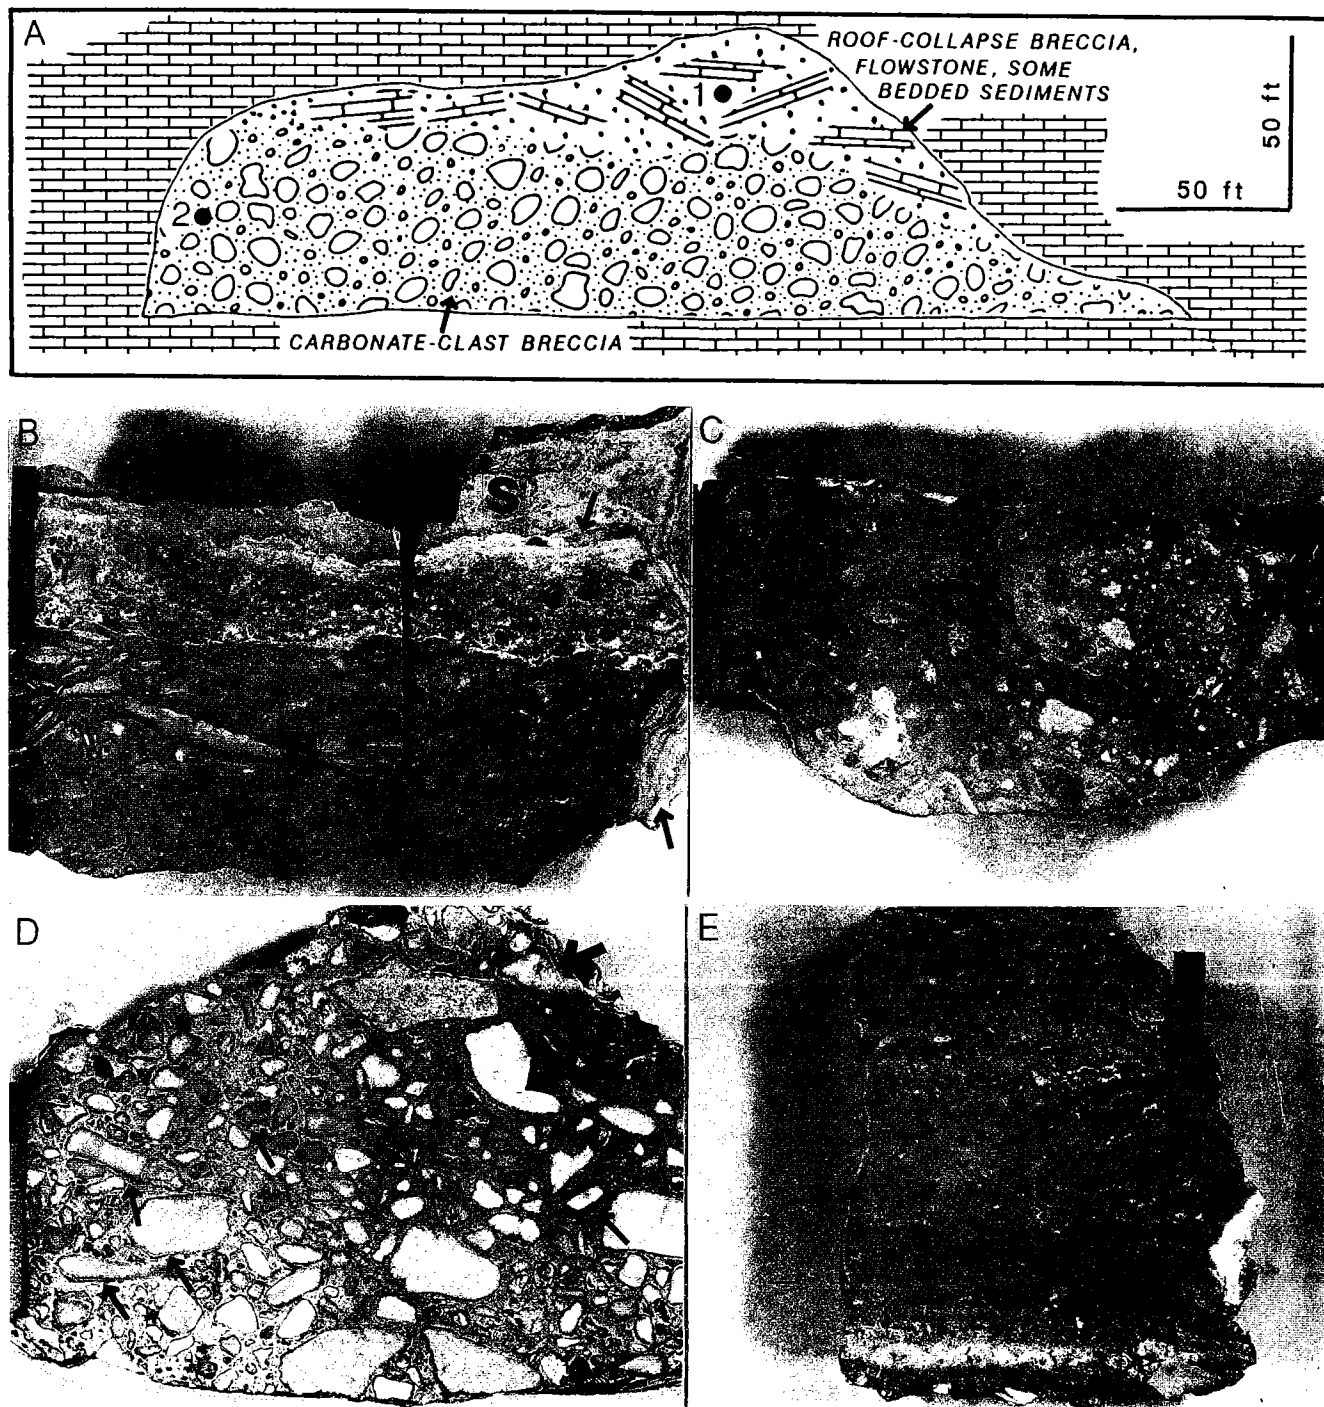 A
ROOF-COLLAPSE BRECCIA,
FLOWSTONE, SOME
BEDDED SEDIMENTS
1
50 ft
50 ft
2
CARBONATE-CLAST BRECCIA
B
S
C
D
E